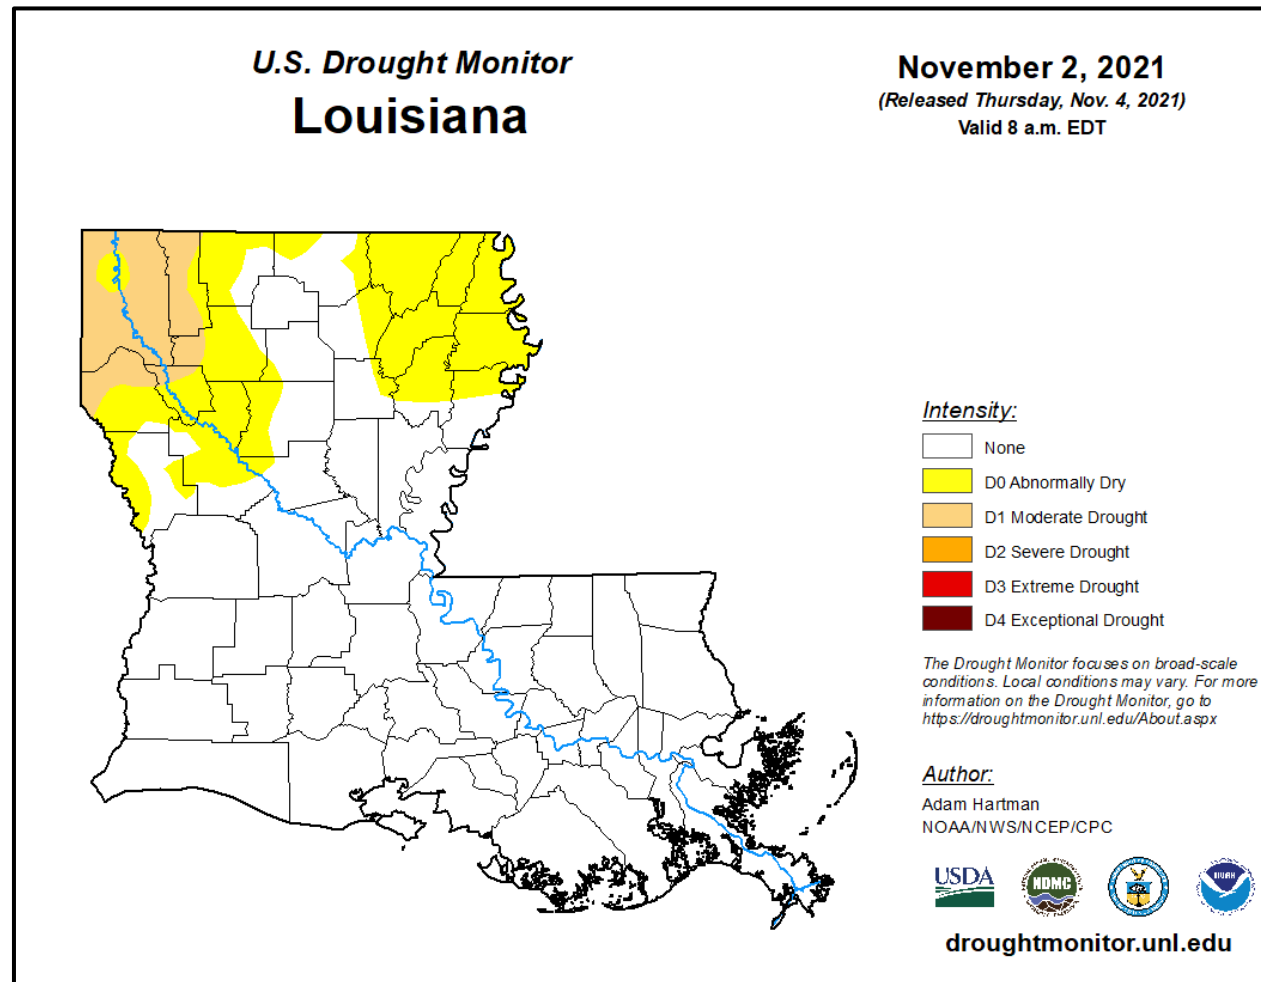 U.S. Drought Monitor
Louisiana
November 2, 2021
(Released Thursday, Nov. 4, 2021)
Valid 8 a.m. EDT
Intensity:
None
D0 Abnormally Dry
D1 Moderate Drought
D2 Severe Drought
D3 Extreme Drought
D4 Exceptional Drought
The Drought Monitor focuses on broad-scale
conditions. Local conditions may vary. For more
information on the Drought Monitor, go to
https://droughtmonitor.unl.edu/About.aspx
Author:
Adam Hartman
NOAA/NWS/NCEP/CPC
USDA
NDMC
droughtmonitor.unl.edu